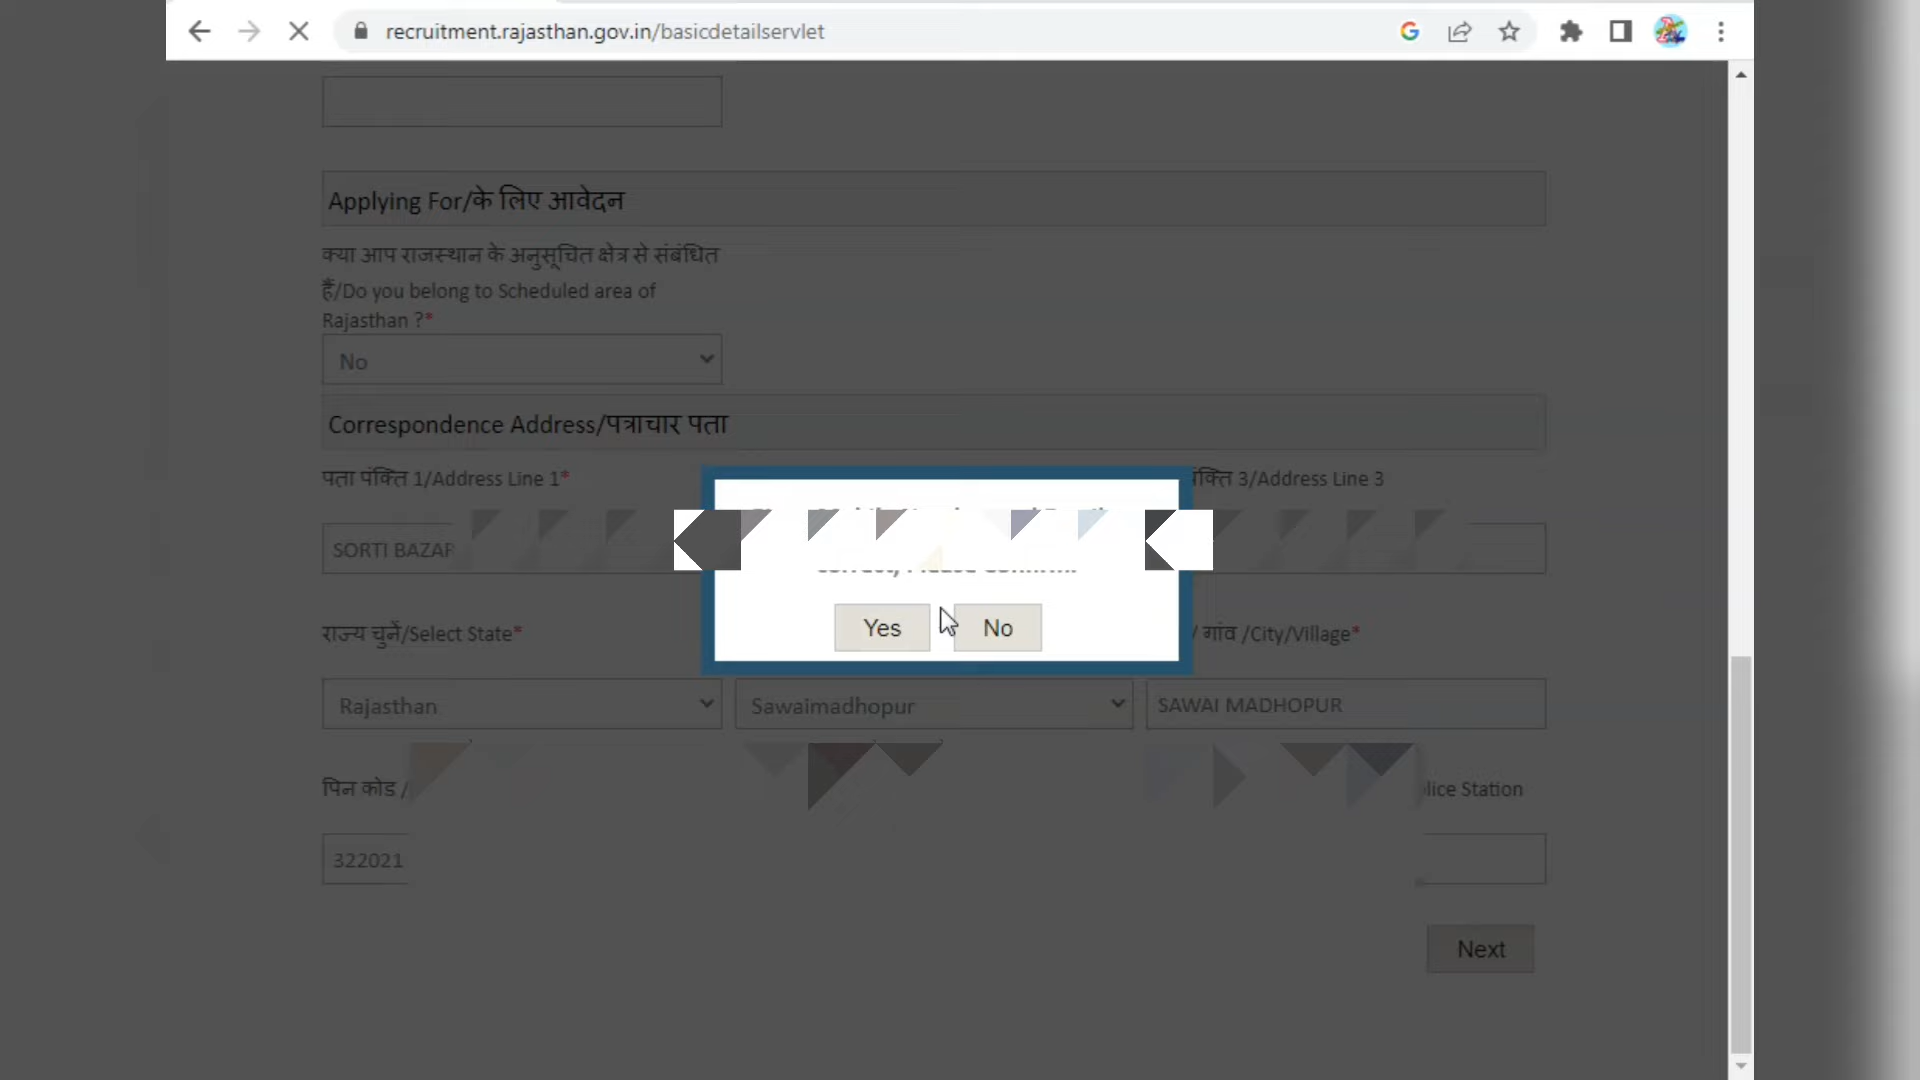 recruitment.rajasthan.gov.in/basicdetailservlet
Applying For/के लिए आवेदन
क्या आप राजस्थान के अनुसूचित क्षेत्र से संबंधित
हैं/Do you belong to Scheduled area of
Rajasthan ?*
No
Correspondence Address/पत्राचार पता
पता पंक्ति 1/Address Line 1*
3/Address Line 3
SORTI BAZAR
Yes
No
राज्य चुनें/Select State*
/ गांव /City/Village*
Rajasthan
Sawaimadhopur
SAWAI MADHOPUR
पिन कोड /
Station
322021
Next